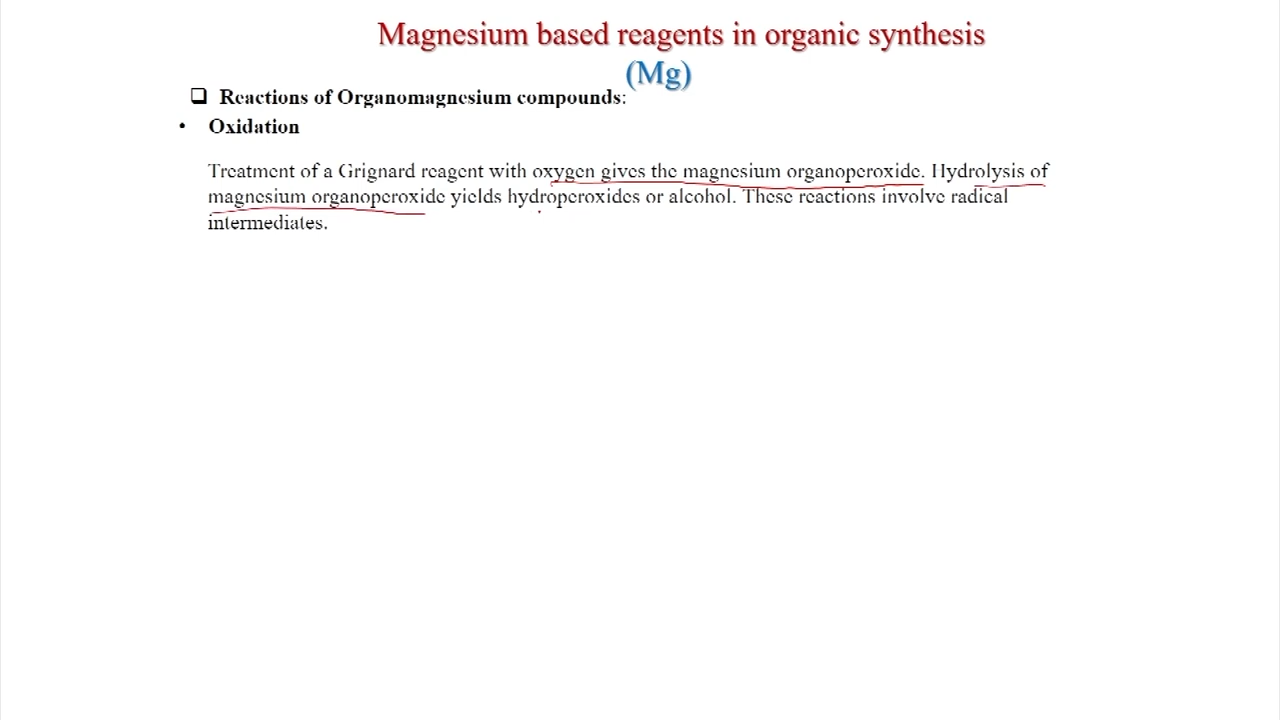 Magnesium based reagents in organic synthesis
(Mg)
❑ Reactions of Organomagnesium compounds:
• Oxidation
Treatment of a Grignard reagent with oxygen gives the magnesium organoperoxide. Hydrolysis of
magnesium organoperoxide yields hydroperoxides or alcohol. These reactions involve radical
intermediates.